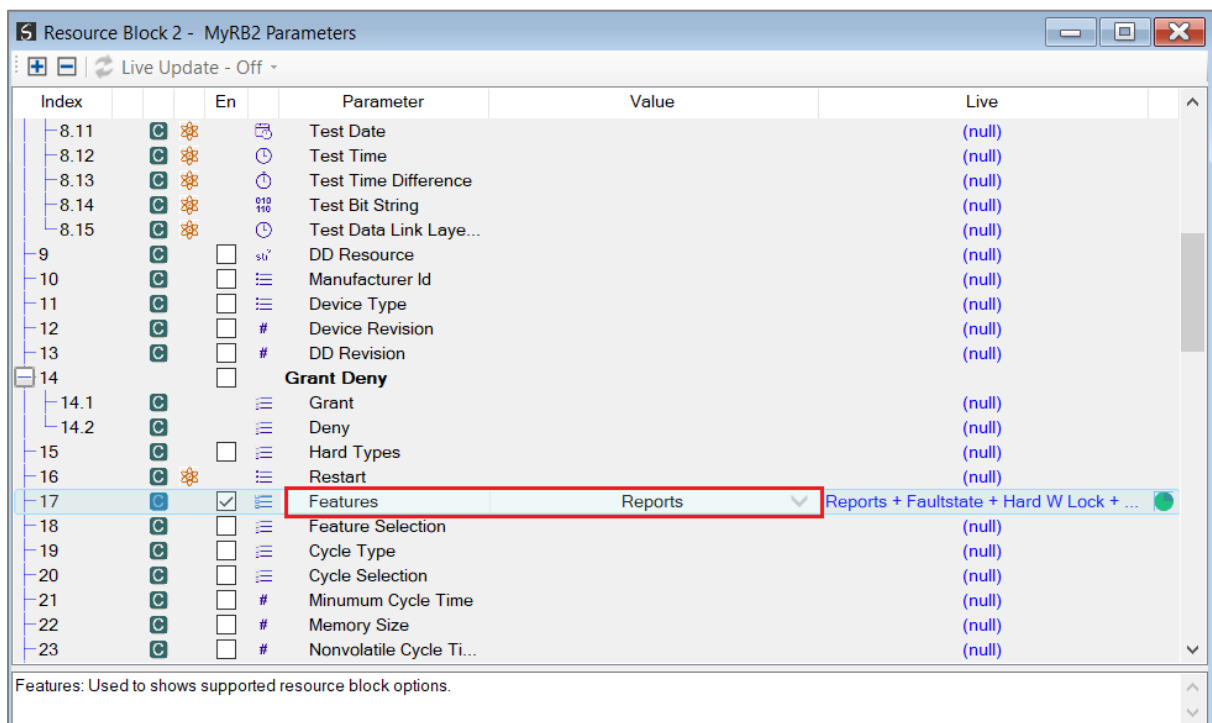 Resource Block 2 - MyRB2 Parameters
Live Update - Off
Index En Parameter Value Live
8.11 C Test Date (null)
8.12 C Test Time (null)
8.13 C Test Time Difference (null)
8.14 C 010 110 Test Bit String (null)
8.15 C Test Data Link Laye... (null)
9 C DD Resource (null)
10 C Manufacturer Id (null)
11 C Device Type (null)
12 C # Device Revision (null)
13 C # DD Revision (null)
14 Grant Deny
14.1 C Grant (null)
14.2 C Deny (null)
15 C Hard Types (null)
16 C Restart (null)
17 C Features Reports Reports + Faultstate + Hard W Lock + ...
18 C Feature Selection (null)
19 C Cycle Type (null)
20 C Cycle Selection (null)
21 C # Minumum Cycle Time (null)
22 C # Memory Size (null)
23 C # Nonvolatile Cycle Ti... (null)
Features: Used to shows supported resource block options.